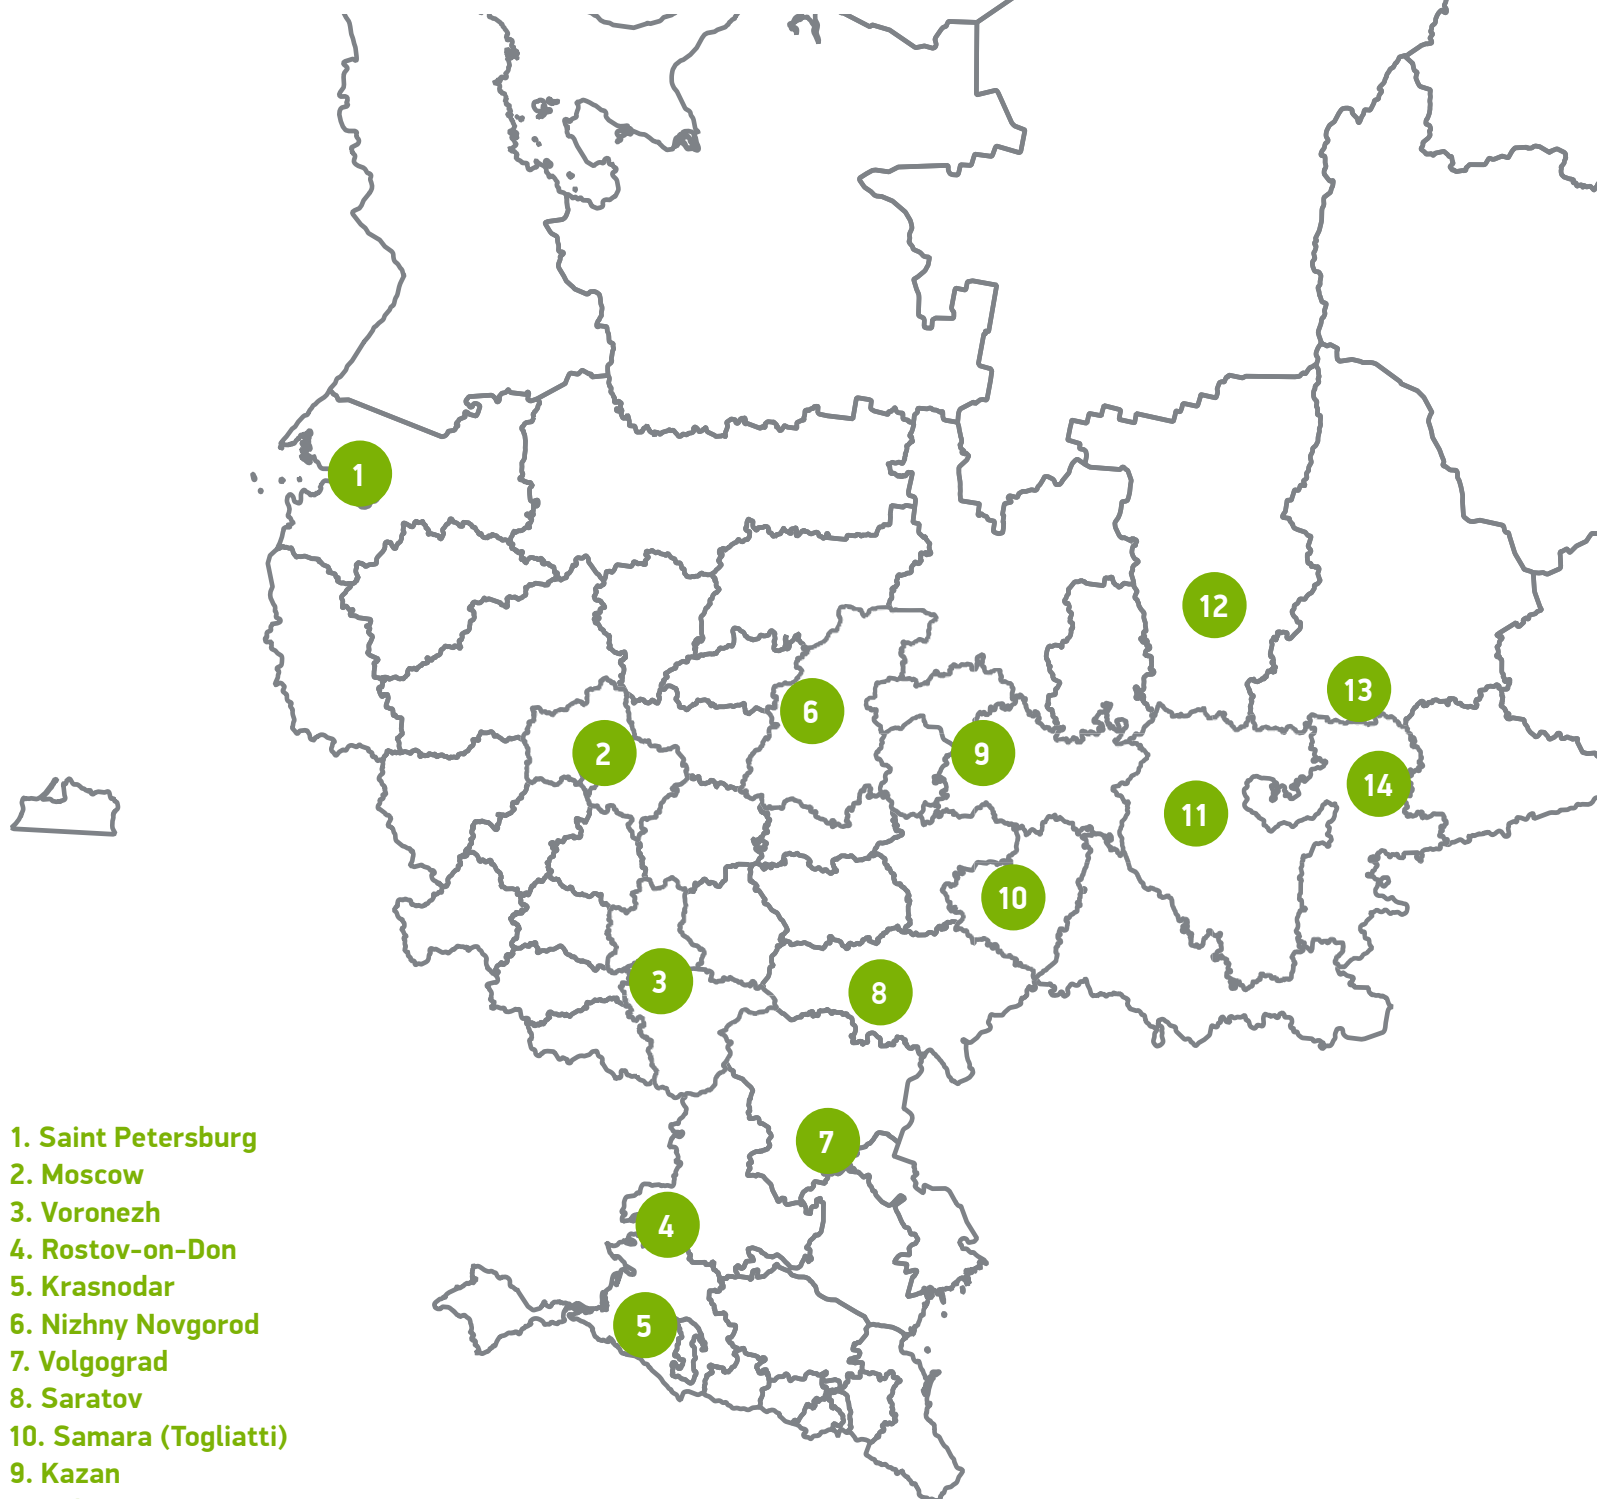 1
12
13
6
2
9
14
11
10
3
8
7
4
5
1. Saint Petersburg
2. Moscow
3. Voronezh
4. Rostov-on-Don
5. Krasnodar
6. Nizhny Novgorod
7. Volgograd
8. Saratov
10. Samara (Togliatti)
9. Kazan